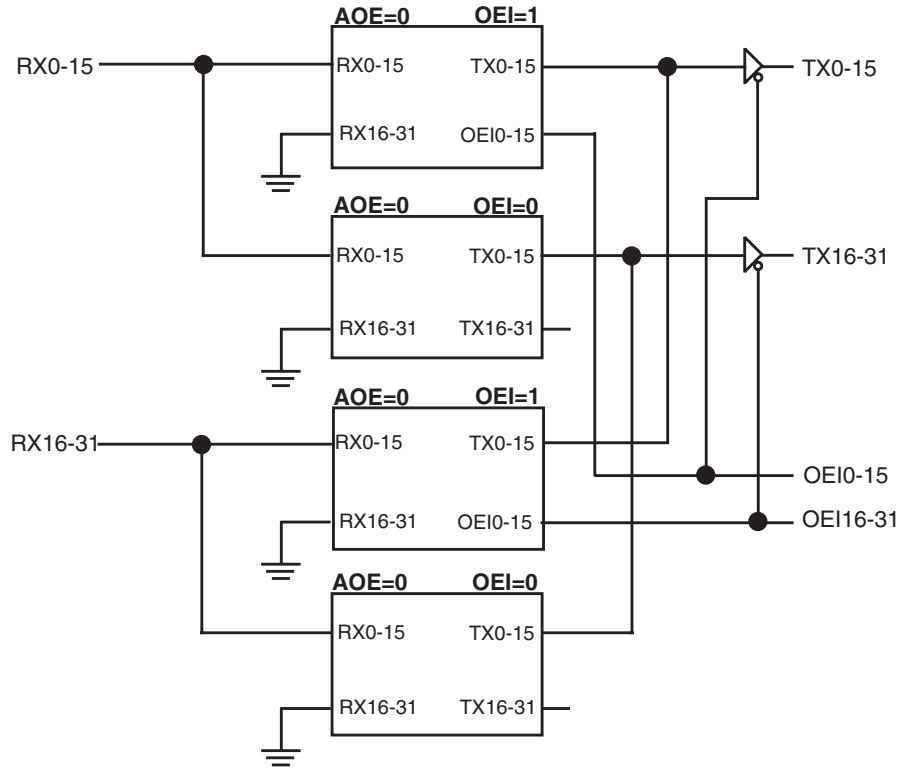 AOE=0 OEI=1
RX0-15 RX0-15 TX0-15 TX0-15
RX16-31 OEI0-15
AOE=0 OEI=0
RX0-15 TX0-15 TX16-31
RX16-31 TX16-31
AOE=0 OEI=1
RX16-31 RX0-15 TX0-15
OEI0-15
RX16-31 OEI0-15 OEI16-31
AOE=0 OEI=0
RX0-15 TX0-15
RX16-31 TX16-31